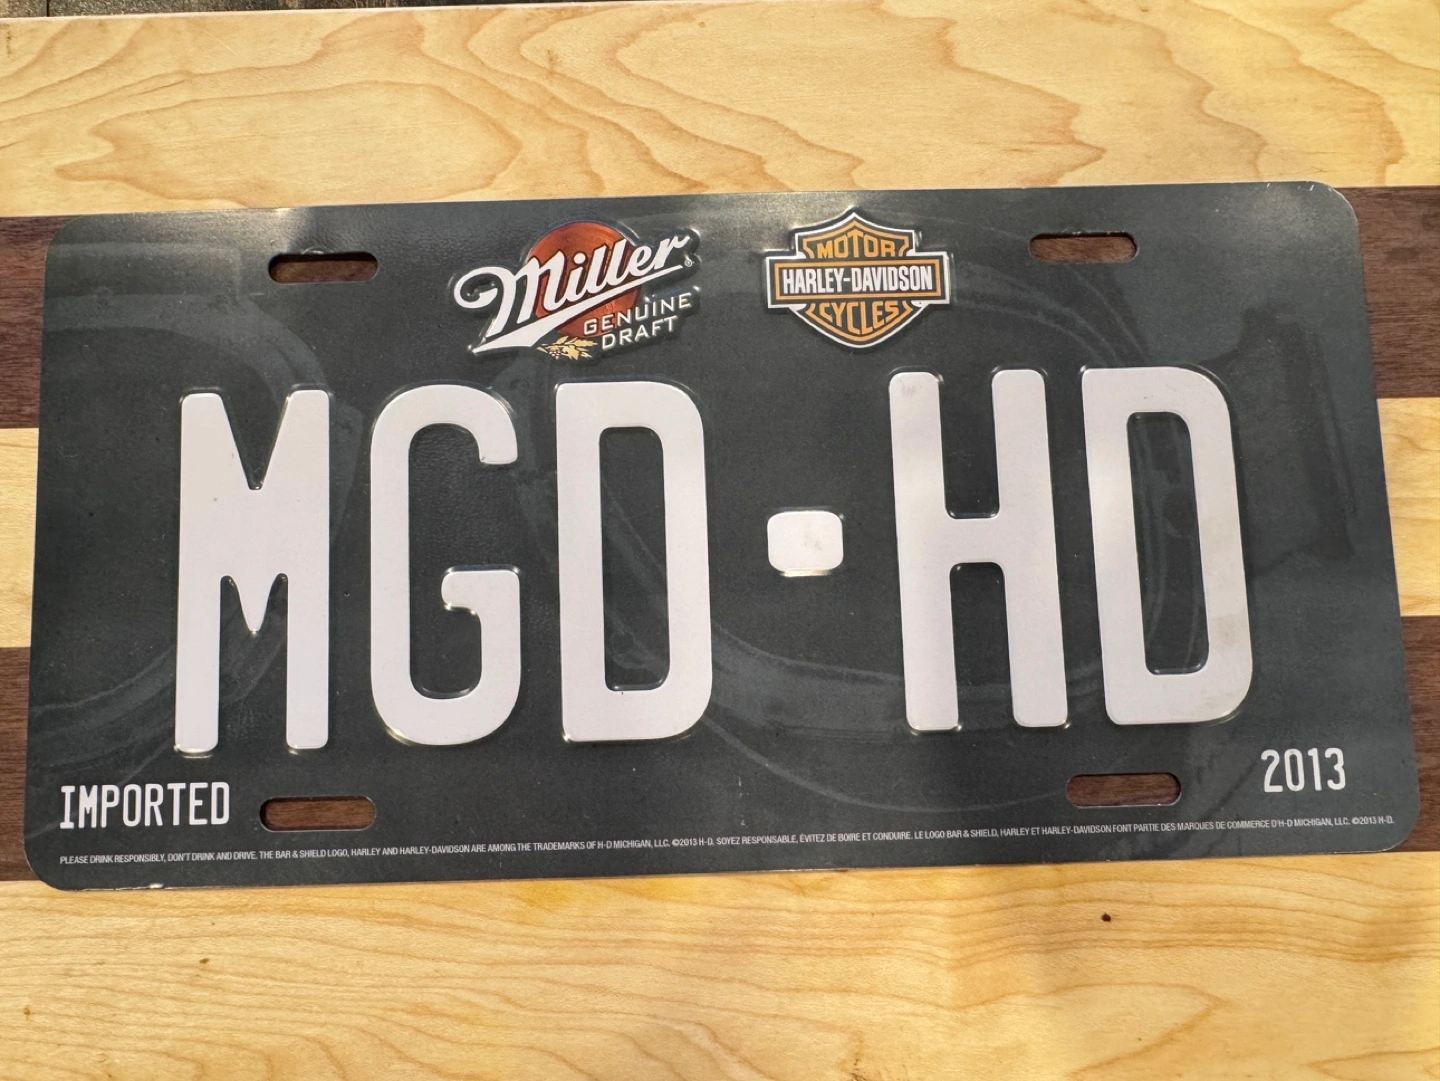 Miller
GENUINE
DRAFT
MOTOR
HARLEY-DAVIDSON
CYCLES
MGD-HD
IMPORTED
2013
PLEASE DRINK RESPONSIBLY, DON'T DRINK AND DRIVE. THE BAR & SHIELD LOGO, HARLEY AND HARLEY-DAVIDSON ARE AMONG THE TRADEMARKS OF H-D MICHIGAN, LLC. ©2013 H-D. SOYEZ RESPONSABLE, ÉVITEZ DE BOIRE ET CONDUIRE. LE LOGO BAR & SHIELD, HARLEY ET HARLEY-DAVIDSON FONT PARTIE DES MARQUES DE COMMERCE D'H-D MICHIGAN, LLC. ©2013 H-D.